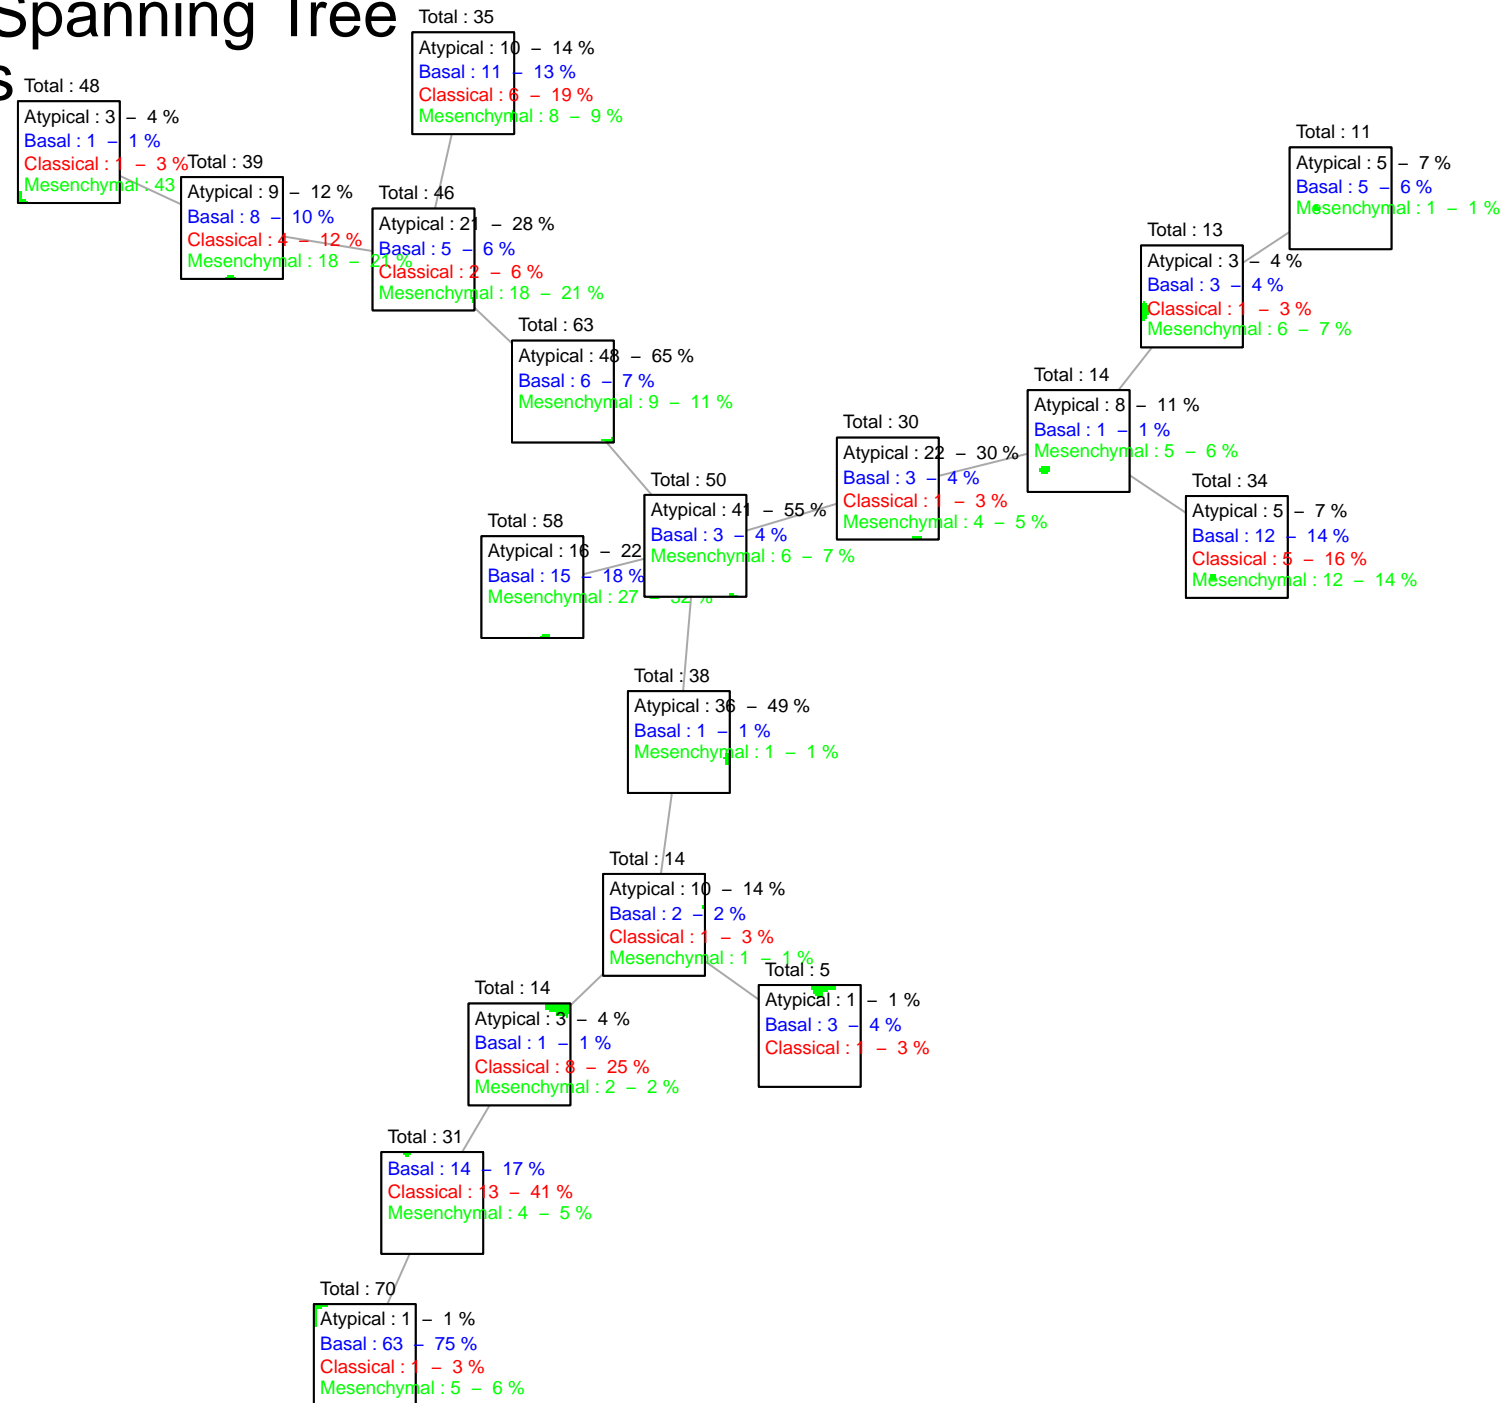 Spanning Tree
s
Total : 35
Atypical : 10 – 14 %
Basal : 11 – 13 %
Classical : 6 – 19 %
Mesenchymal : 8 – 9 %
Total : 48
Atypical : 3 – 4 %
Basal : 1 – 1 %
Classical : 1 – 3 %
Mesenchymal : 43
Total : 39
Atypical : 9 – 12 %
Basal : 8 – 10 %
Classical : 4 – 12 %
Mesenchymal : 18 – 21 %
Total : 46
Atypical : 21 – 28 %
Basal : 5 – 6 %
Classical : 2 – 6 %
Mesenchymal : 18 – 21 %
Total : 63
Atypical : 48 – 65 %
Basal : 6 – 7 %
Mesenchymal : 9 – 11 %
Total : 11
Atypical : 5 – 7 %
Basal : 5 – 6 %
Mesenchymal : 1 – 1 %
Total : 13
Atypical : 3 – 4 %
Basal : 3 – 4 %
Classical : 1 – 3 %
Mesenchymal : 6 – 7 %
Total : 14
Atypical : 8 – 11 %
Basal : 1 – 1 %
Mesenchymal : 5 – 6 %
Total : 30
Atypical : 22 – 30 %
Basal : 3 – 4 %
Classical : 1 – 3 %
Mesenchymal : 4 – 5 %
Total : 34
Atypical : 5 – 7 %
Basal : 12 – 14 %
Classical : 5 – 16 %
Mesenchymal : 12 – 14 %
Total : 50
Atypical : 41 – 55 %
Basal : 3 – 4 %
Mesenchymal : 6 – 7 %
Total : 58
Atypical : 16 – 22
Basal : 15 – 18 %
Mesenchymal : 27 – 32 %
Total : 38
Atypical : 36 – 49 %
Basal : 1 – 1 %
Mesenchymal : 1 – 1 %
Total : 14
Atypical : 10 – 14 %
Basal : 2 – 2 %
Classical : 1 – 3 %
Mesenchymal : 1 – 1 %
Total : 5
Atypical : 1 – 1 %
Basal : 3 – 4 %
Classical : 1 – 3 %
Total : 14
Atypical : 3 – 4 %
Basal : 1 – 1 %
Classical : 8 – 25 %
Mesenchymal : 2 – 2 %
Total : 31
Basal : 14 – 17 %
Classical : 13 – 41 %
Mesenchymal : 4 – 5 %
Total : 70
Atypical : 1 – 1 %
Basal : 63 – 75 %
Classical : 1 – 3 %
Mesenchymal : 5 – 6 %